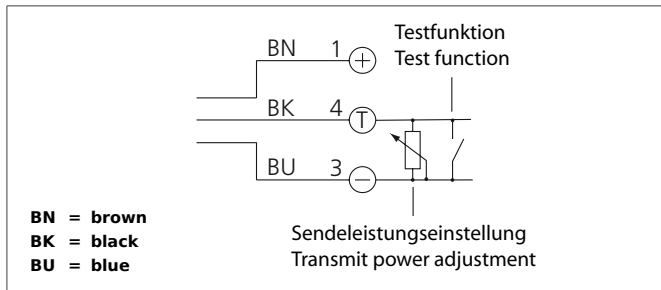 Testfunktion
Test function
BN 1 +
BK 4 T
BU 3 −
BN = brown
BK = black
BU = blue
Sendeleistungseinstellung
Transmit power adjustment